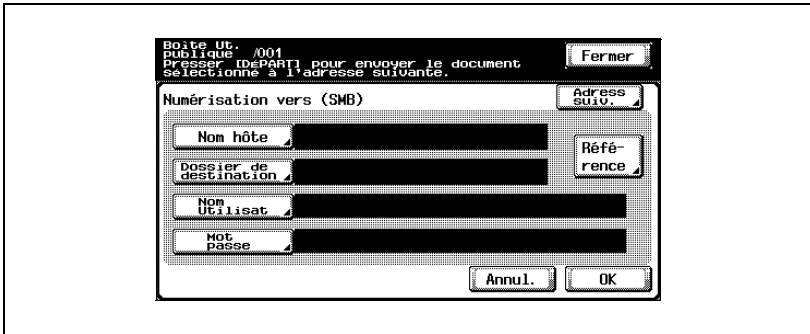 Boîte Ut.
publique /001
Presser [DéPART] pour envoyer le document
sélectionné à l'adresse suivante.
Fermer
Numérisation vers (SMB)
Adress
suiv.
Nom hôte
Référ-
rence
Dossier de
destination
Nom
Utilisat
Mot
passe
Annul.
OK